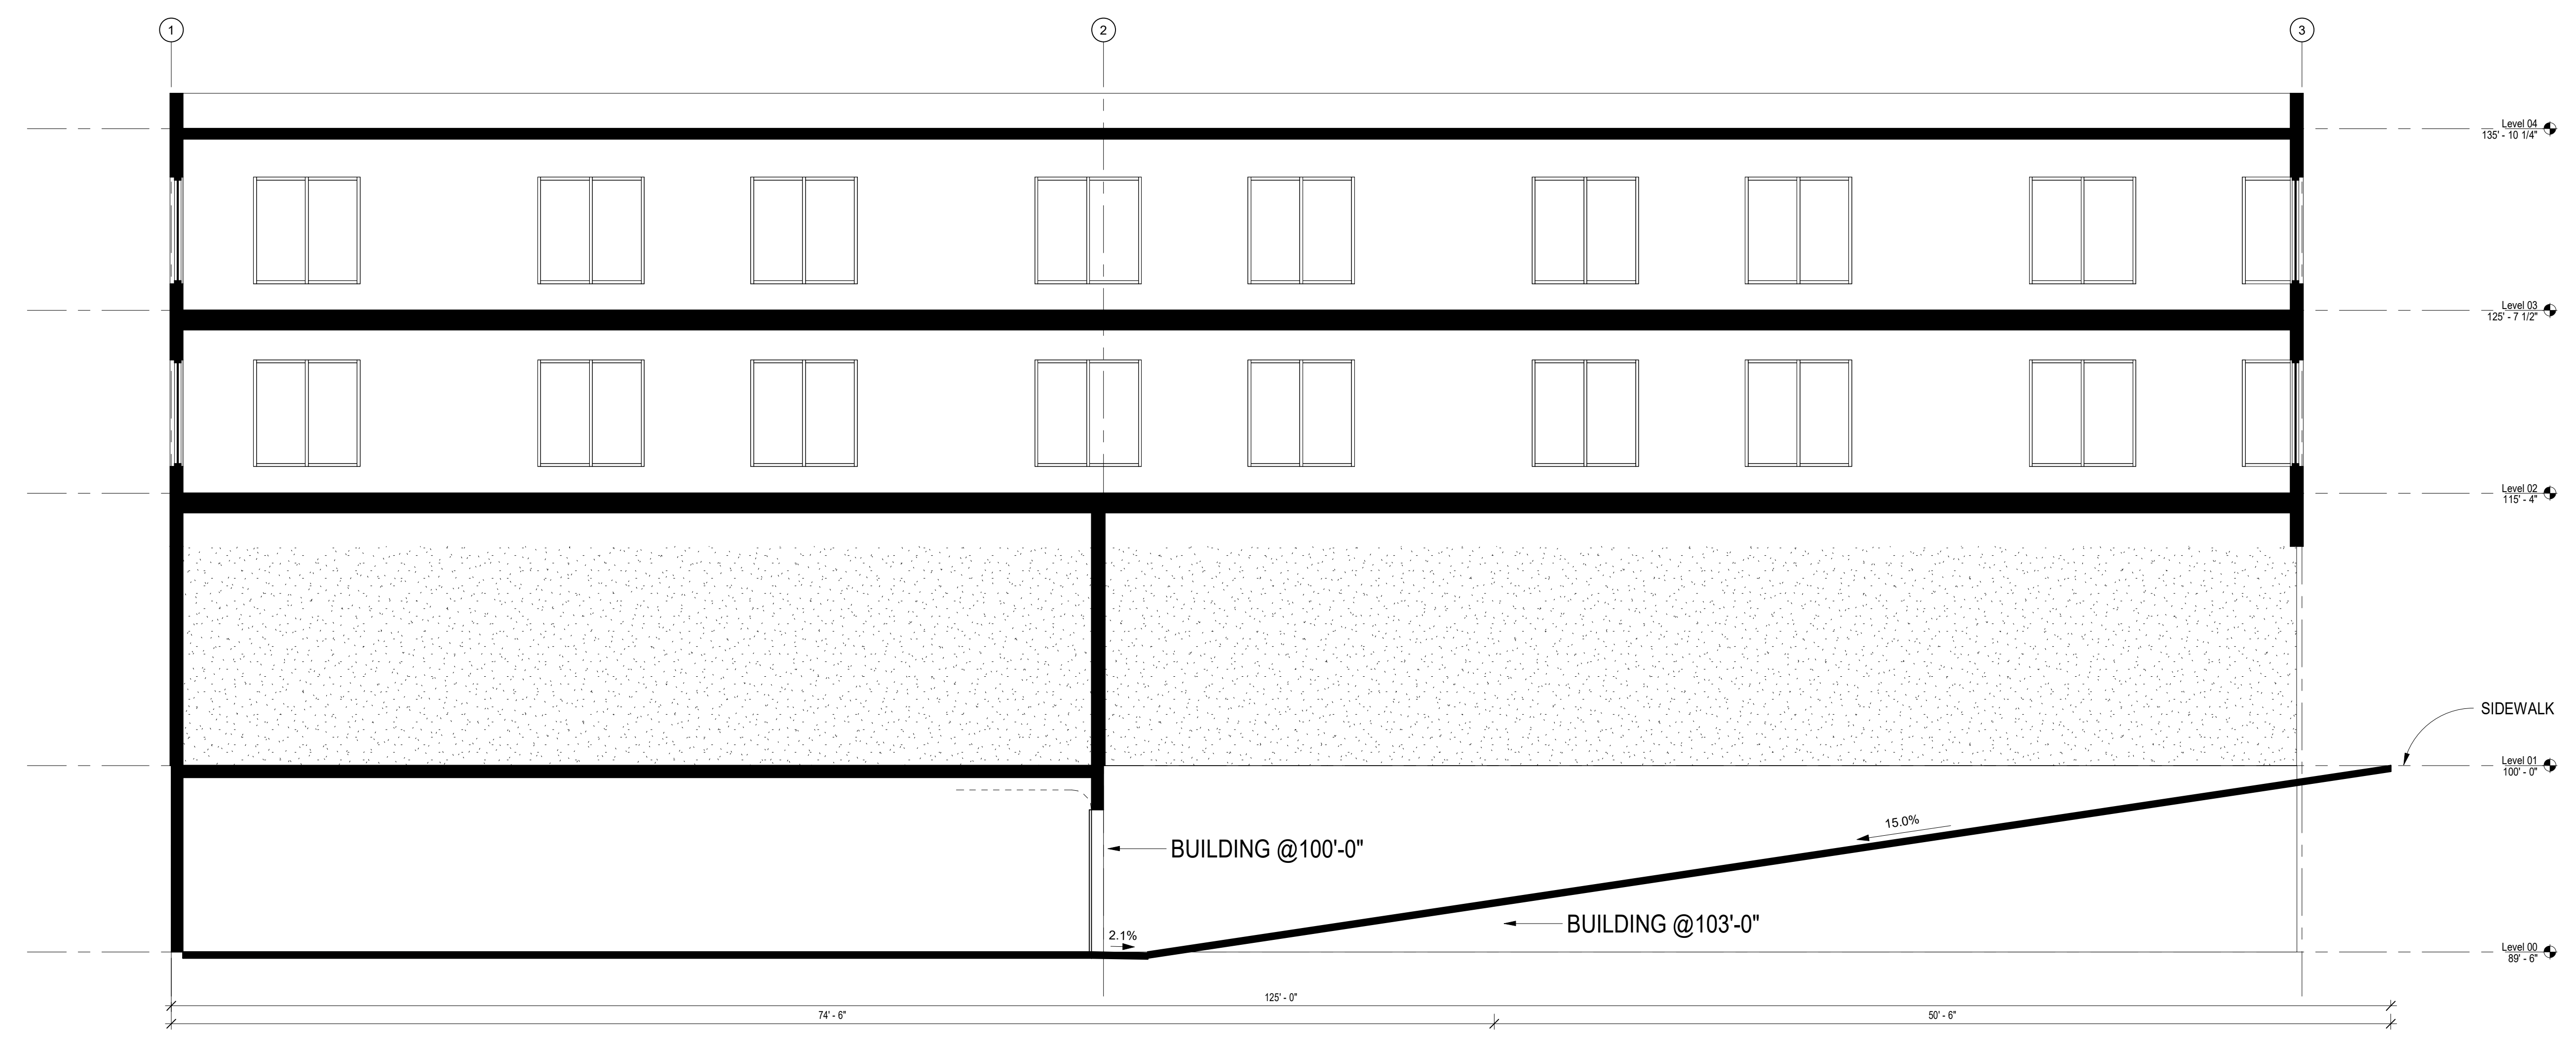 1
2
3
Level 04
135' - 10 1/4"
Level 03
125' - 7 1/2"
Level 02
115' - 4"
SIDEWALK
Level 01
100' - 0"
15.0%
BUILDING @100'-0"
BUILDING @103'-0"
2.1%
Level 00
89' - 6"
125' - 0"
74' - 6"
50' - 6"